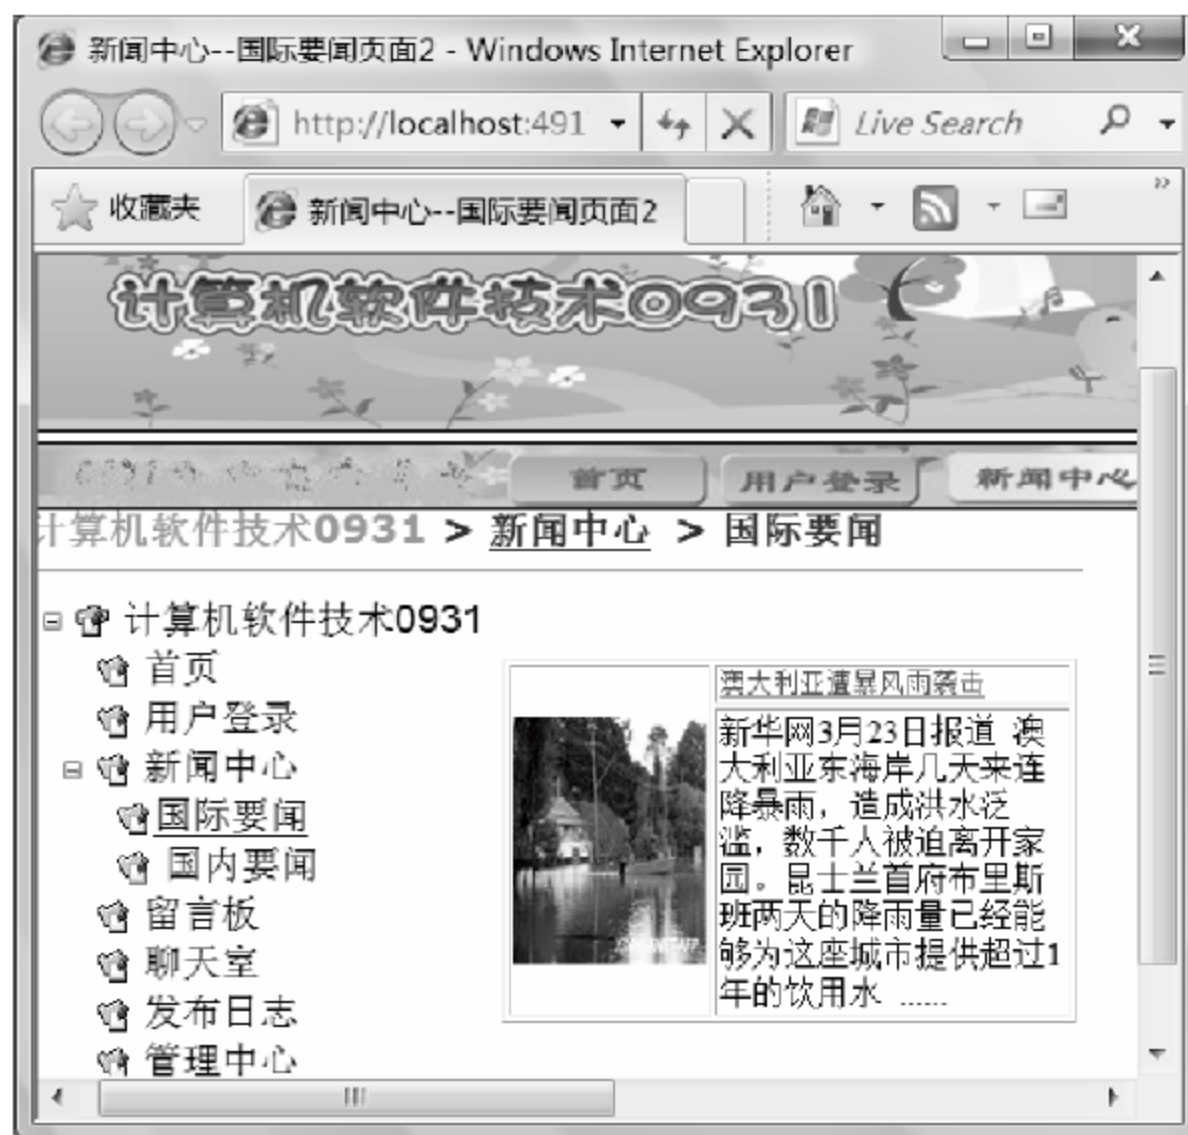 新闻中心--国际要闻页面2 - Windows Internet Explorer
http://localhost:491
Live Search
收藏夹
新闻中心--国际要闻页面2
计算机软件技术0931
首页
用户登录
新闻中心
计算机软件技术0931 > 新闻中心 > 国际要闻
计算机软件技术0931
首页
用户登录
新闻中心
国际要闻
国内要闻
留言板
聊天室
发布日志
管理中心
澳大利亚遭暴风雨袭击
新华网3月23日报道 澳
大利亚东海岸几天来连
降暴雨，造成洪水泛
滥，数千人被迫离开家
园。昆士兰首府布里斯
班两天的降雨量已经能
够为这座城市提供超过1
年的饮用水 ......